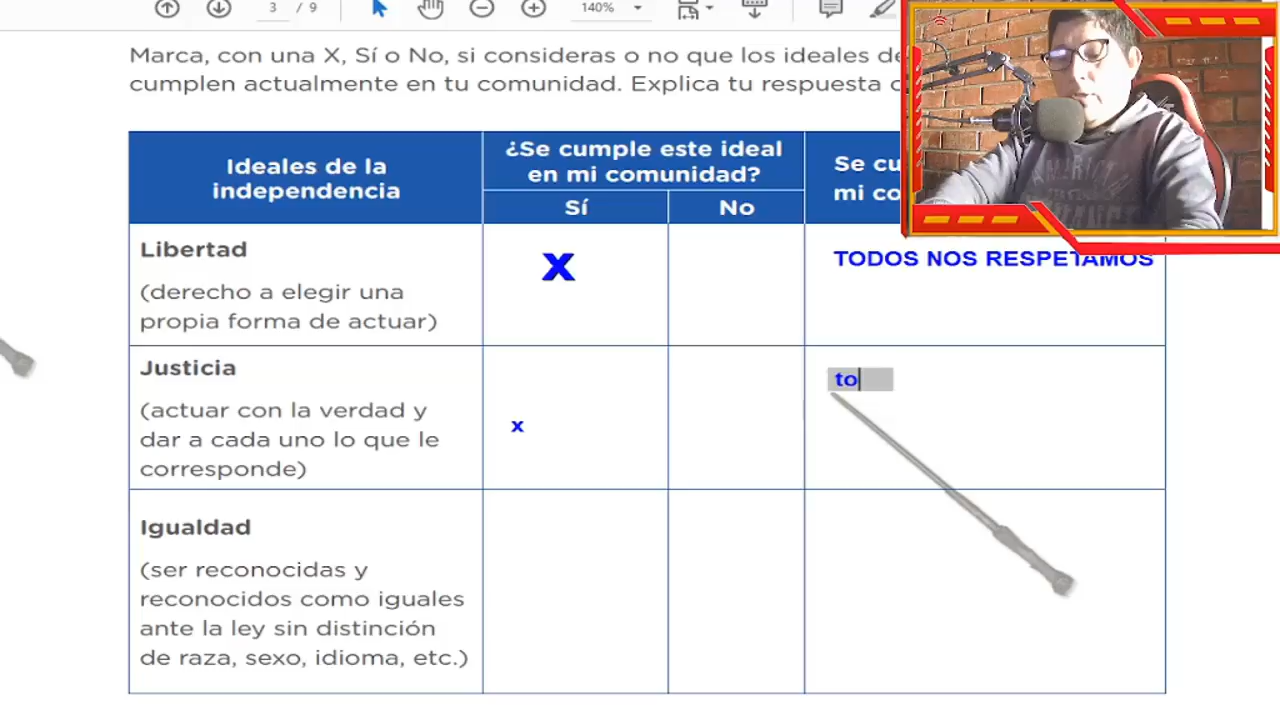 3 / 9
140%
Marca, con una X, Sí o No, si consideras o no que los ideales de
cumplen actualmente en tu comunidad. Explica tu respuesta
Ideales de la
independencia
¿Se cumple este ideal
en mi comunidad?
Sí
No
Se
mi
Libertad
(derecho a elegir una
propia forma de actuar)
X
TODOS NOS RESPETAMOS
Justicia
(actuar con la verdad y
dar a cada uno lo que le
corresponde)
x
to
Igualdad
(ser reconocidas y
reconocidos como iguales
ante la ley sin distinción
de raza, sexo, idioma, etc.)